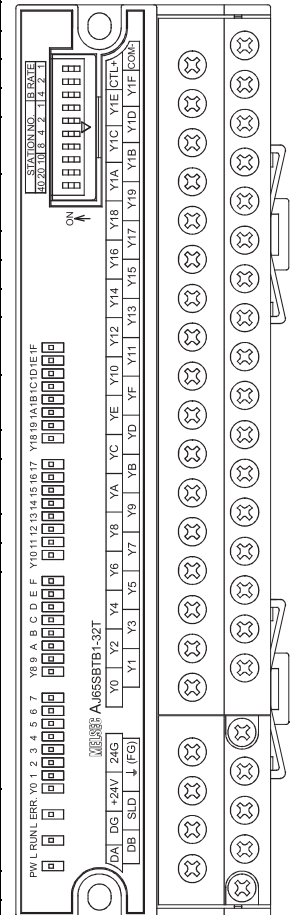 STATION NO. B RATE
40 20 10 8 4 2 1 4 2 1
ON
PW L RUN L ERR. Y0 1 2 3 4 5 6 7 Y8 9 A B C D E F Y10 11 12 13 14 15 16 17 Y18 19 1A 1B 1C 1D 1E 1F
MELSEC AJ65SBTB1-32T
DA DG +24V 24G Y0 Y2 Y4 Y6 Y8 YA YC YE Y10 Y12 Y14 Y16 Y18 Y1A Y1C Y1E CTL+
DB SLD (FG) Y1 Y3 Y5 Y7 Y9 YB YD YF Y11 Y13 Y15 Y17 Y19 Y1B Y1D Y1F COM-